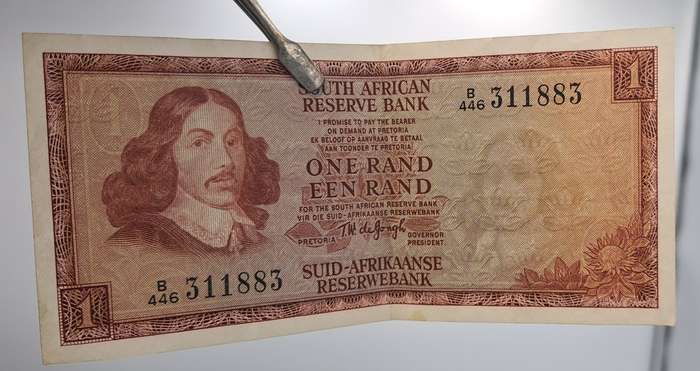 SOUTH AFRICAN
RESERVE BANK
B/446 311883
1
I PROMISE TO PAY THE BEARER
ON DEMAND AT PRETORIA
EK BELOOF OP AANVRAAG TE BETAAL
AAN TOONDER TE PRETORIA
ONE RAND
EEN RAND
FOR THE SOUTH AFRICAN RESERVE BANK
VIR DIE SUID-AFRIKAANSE RESERWEBANK
PRETORIA T.W. de Jongh GOVERNOR
PRESIDENT.
SUID-AFRIKAANSE
RESERWEBANK
B/446 311883
1